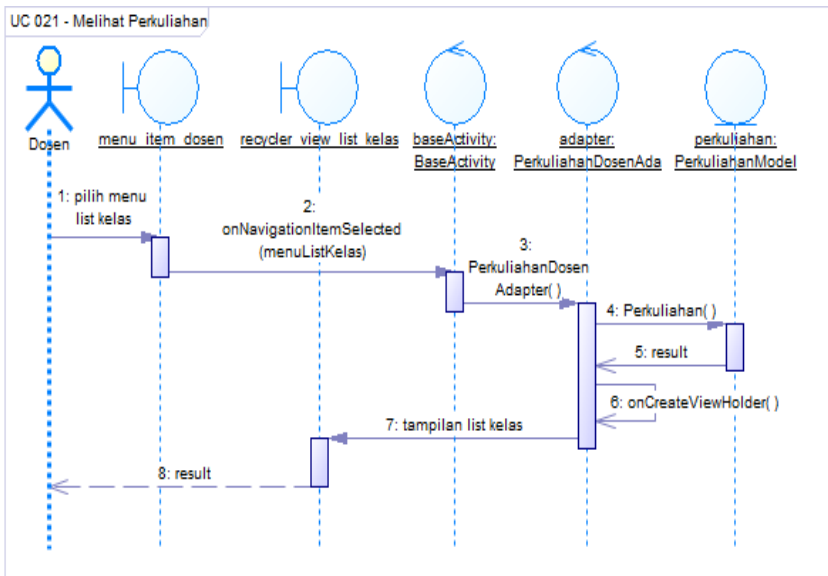 UC 021 - Melihat Perkuliahan
Dosen
menu_item_dosen
recycler_view_list_kelas
baseActivity:
BaseActivity
adapter:
PerkuliahanDosenAda
perkuliahan:
PerkuliahanModel
1: pilih menu
list kelas
2:
onNavigationItemSelected
(menuListKelas)
3:
PerkuliahanDosen
Adapter( )
4: Perkuliahan( )
5: result
6: onCreateViewHolder( )
7: tampilan list kelas
8: result